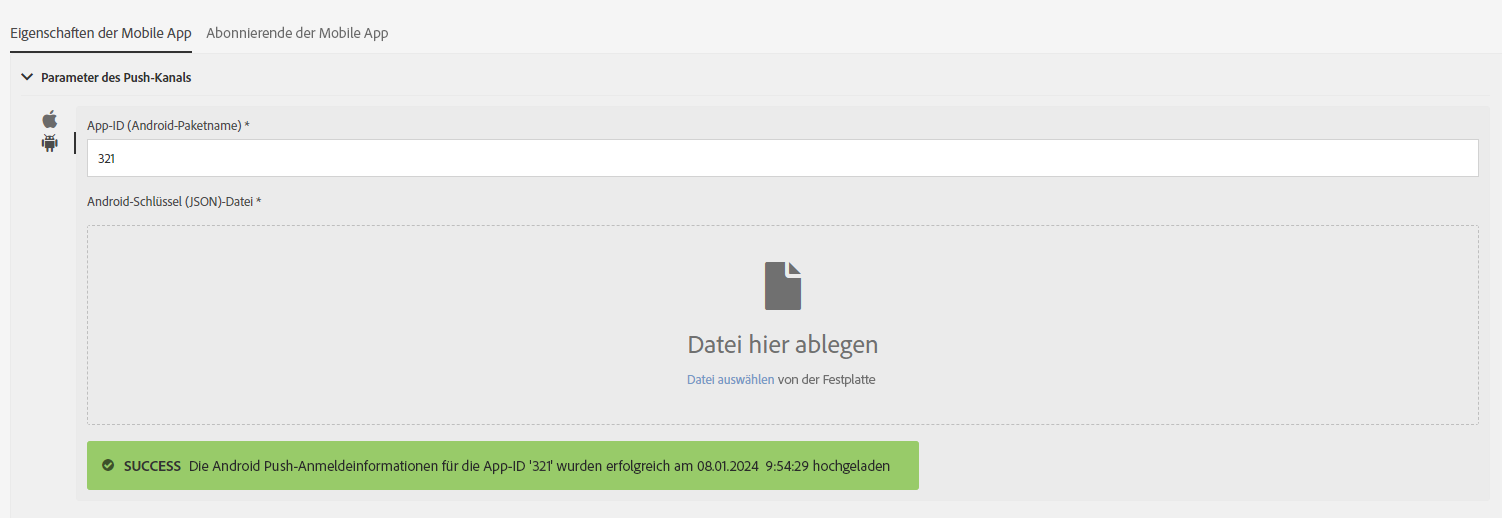 Eigenschaften der Mobile App Abonnierende der Mobile App
Parameter des Push-Kanals
App-ID (Android-Paketname) *
321
Android-Schlüssel (JSON)-Datei *
Datei hier ablegen
Datei auswählen von der Festplatte
SUCCESS Die Android Push-Anmeldeinformationen für die App-ID '321' wurden erfolgreich am 08.01.2024 9:54:29 hochgeladen